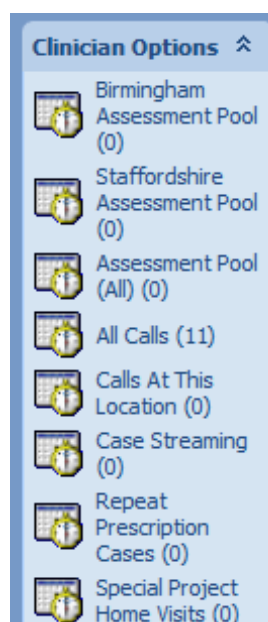 Clinician Options
Birmingham
Assessment Pool
(0)
Staffordshire
Assessment Pool
(0)
Assessment Pool
(All) (0)
All Calls (11)
Calls At This
Location (0)
Case Streaming
(0)
Repeat
Prescription
Cases (0)
Special Project
Home Visits (0)